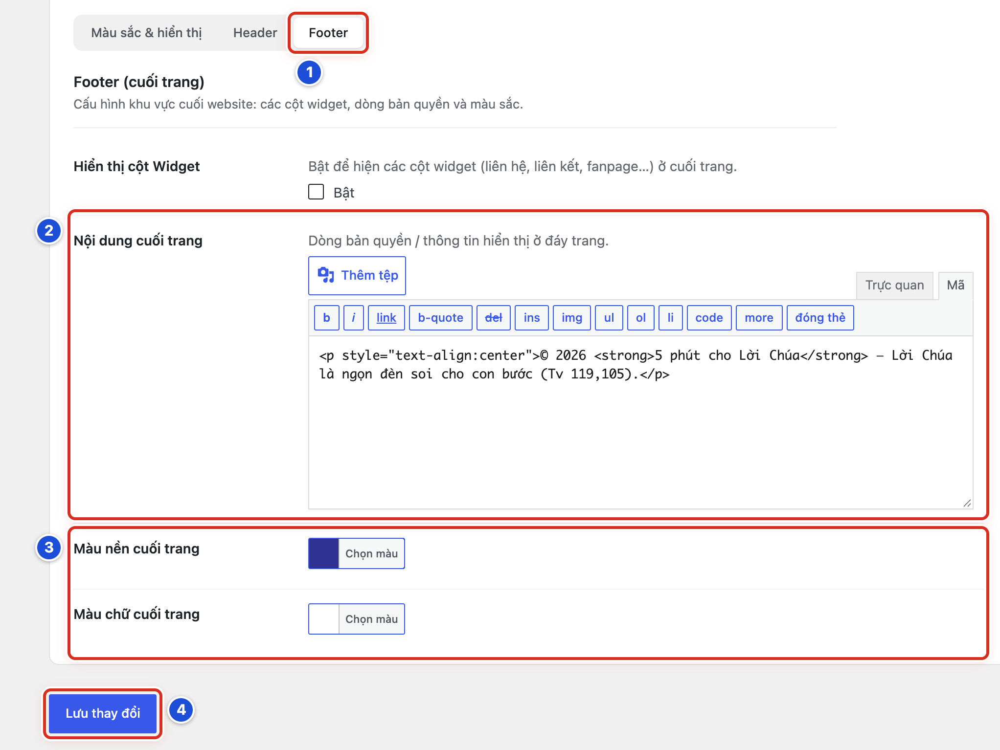 Màu sắc & hiển thị Header Footer
1
Footer (cuối trang)
Cấu hình khu vực cuối website: các cột widget, dòng bản quyền và màu sắc.
Hiển thị cột Widget Bật để hiện các cột widget (liên hệ, liên kết, fanpage...) ở cuối trang.
Bật
2
Nội dung cuối trang Dòng bản quyền / thông tin hiển thị ở đáy trang.
Thêm tệp
Trực quan Mã
b i link b-quote del ins img ul ol li code more đóng thẻ
<p style="text-align:center">© 2026 <strong>5 phút cho Lời Chúa</strong> — Lời Chúa
là ngọn đèn soi cho con bước (Tv 119,105).</p>
3
Màu nền cuối trang Chọn màu
Màu chữ cuối trang Chọn màu
Lưu thay đổi 4